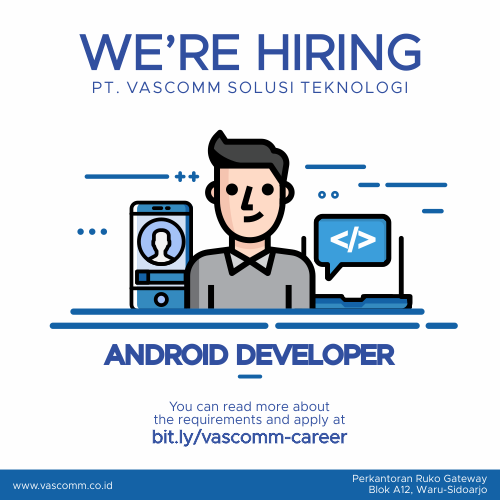 WE'RE HIRING
PT. VASCOMM SOLUSI TEKNOLOGI
</>
ANDROID DEVELOPER
You can read more about
the requirements and apply at
bit.ly/vascomm-career
www.vascomm.co.id
Perkantoran Ruko Gateway
Blok A12, Waru-Sidoarjo